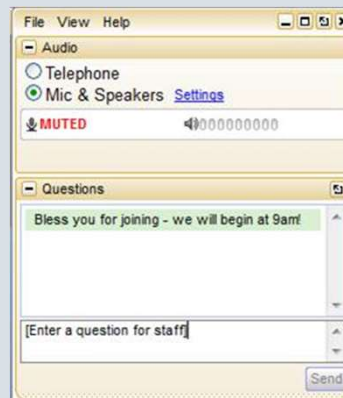 File View Help
Audio
Telephone
Mic & Speakers Settings
MUTED 000000000
Questions
Bless you for joining - we will begin at 9am!
[Enter a question for staff]
Send